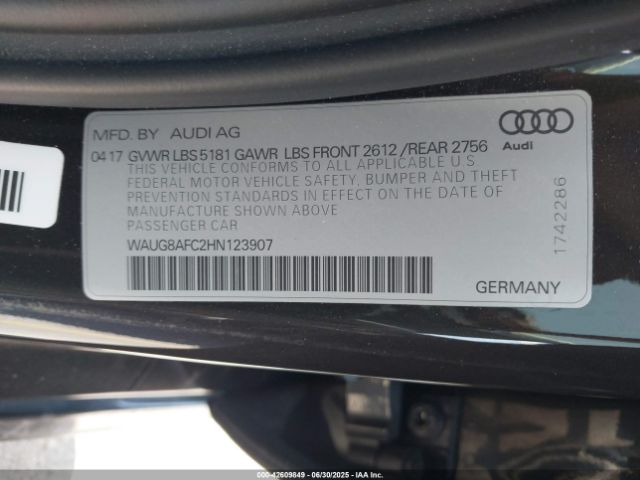 MFD. BY AUDI AG
Audi
04 17 GVWR LBS 5181 GAWR LBS FRONT 2612 /REAR 2756
THIS VEHICLE CONFORMS TO ALL APPLICABLE U.S.
FEDERAL MOTOR VEHICLE SAFETY, BUMPER AND THEFT
PREVENTION STANDARDS IN EFFECT ON THE DATE OF
MANUFACTURE SHOWN ABOVE
PASSENGER CAR
WAUG8AFC2HN123907
GERMANY
1742286
000-42609849 - 06/30/2025 - IAA Inc.